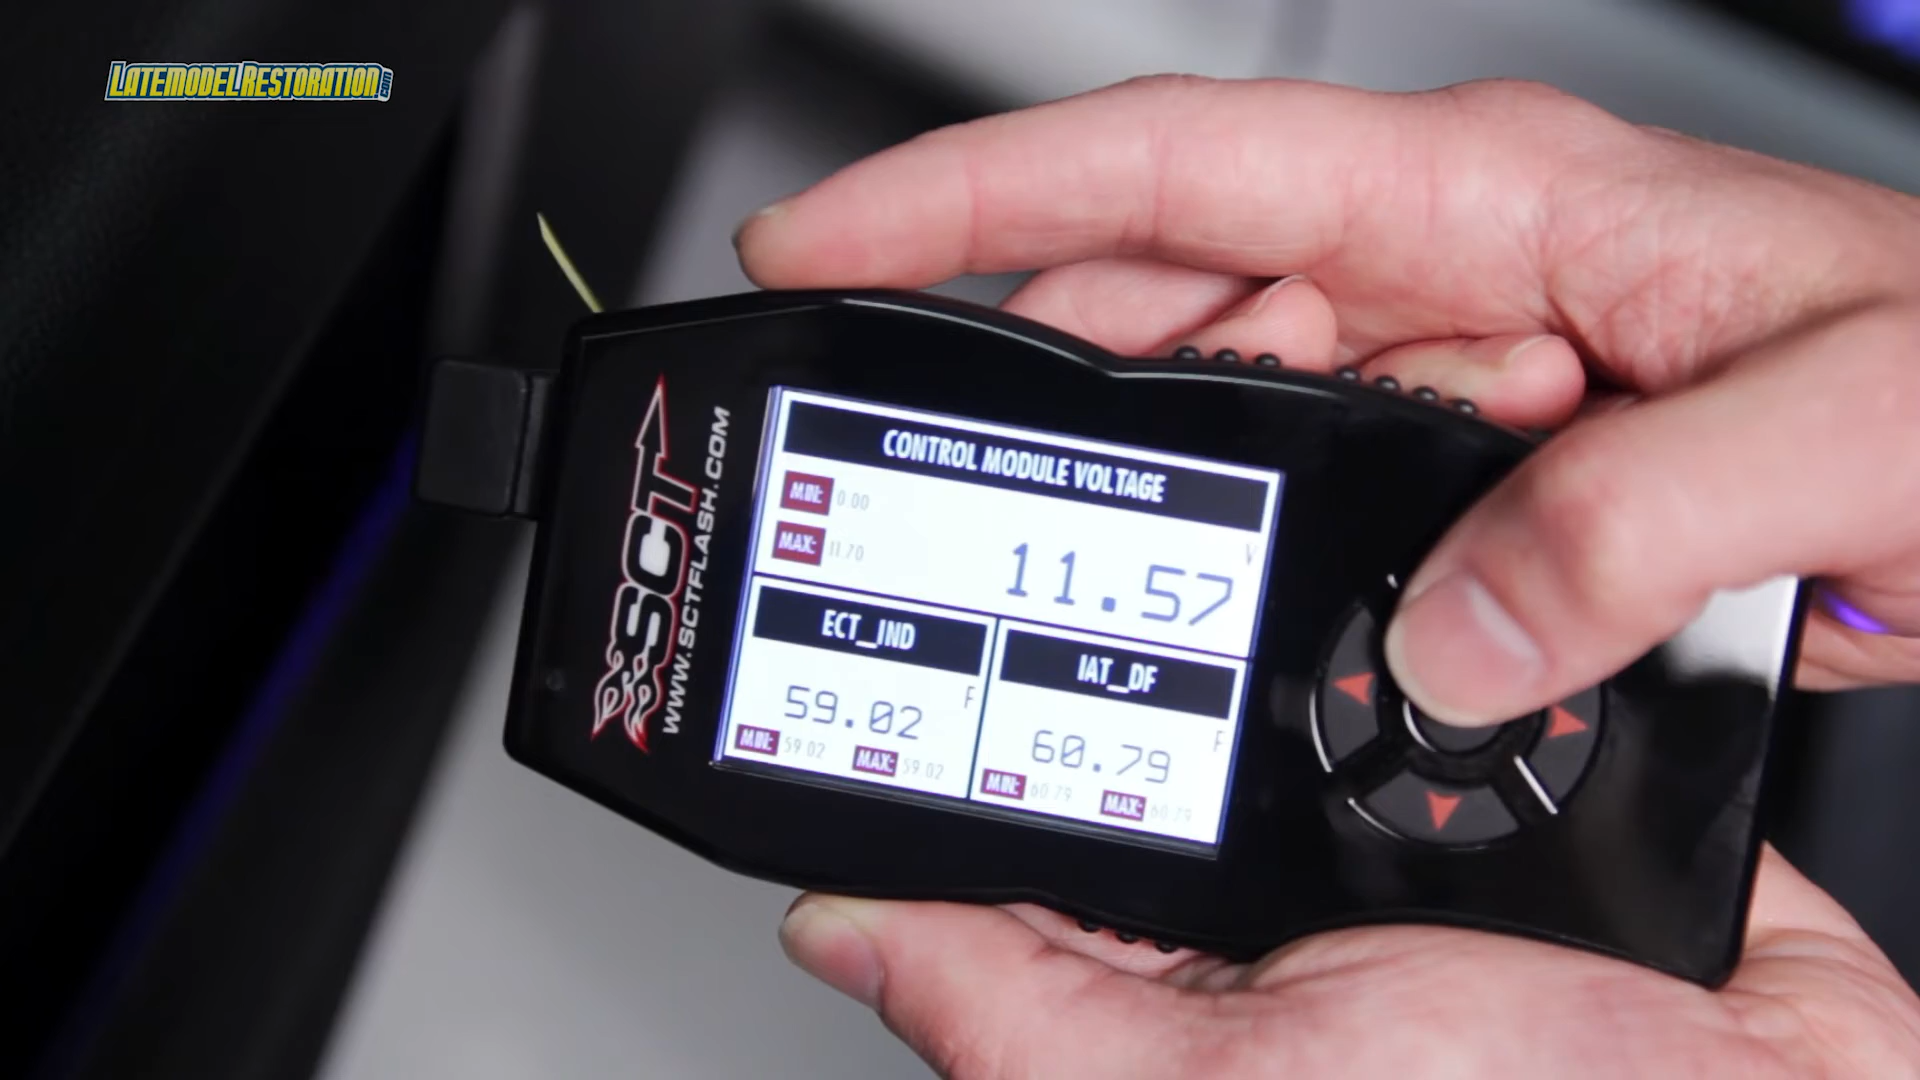 LATEMODELRESTORATION.com
SCT
WWW.SCTFLASH.COM
CONTROL MODULE VOLTAGE
MIN: 0.00
MAX: 11.70
11.57 V
ECT_IND
59.02 F
MIN: 59.02 MAX: 59.02
IAT_DF
60.79 F
MIN: 60.79 MAX: 60.79